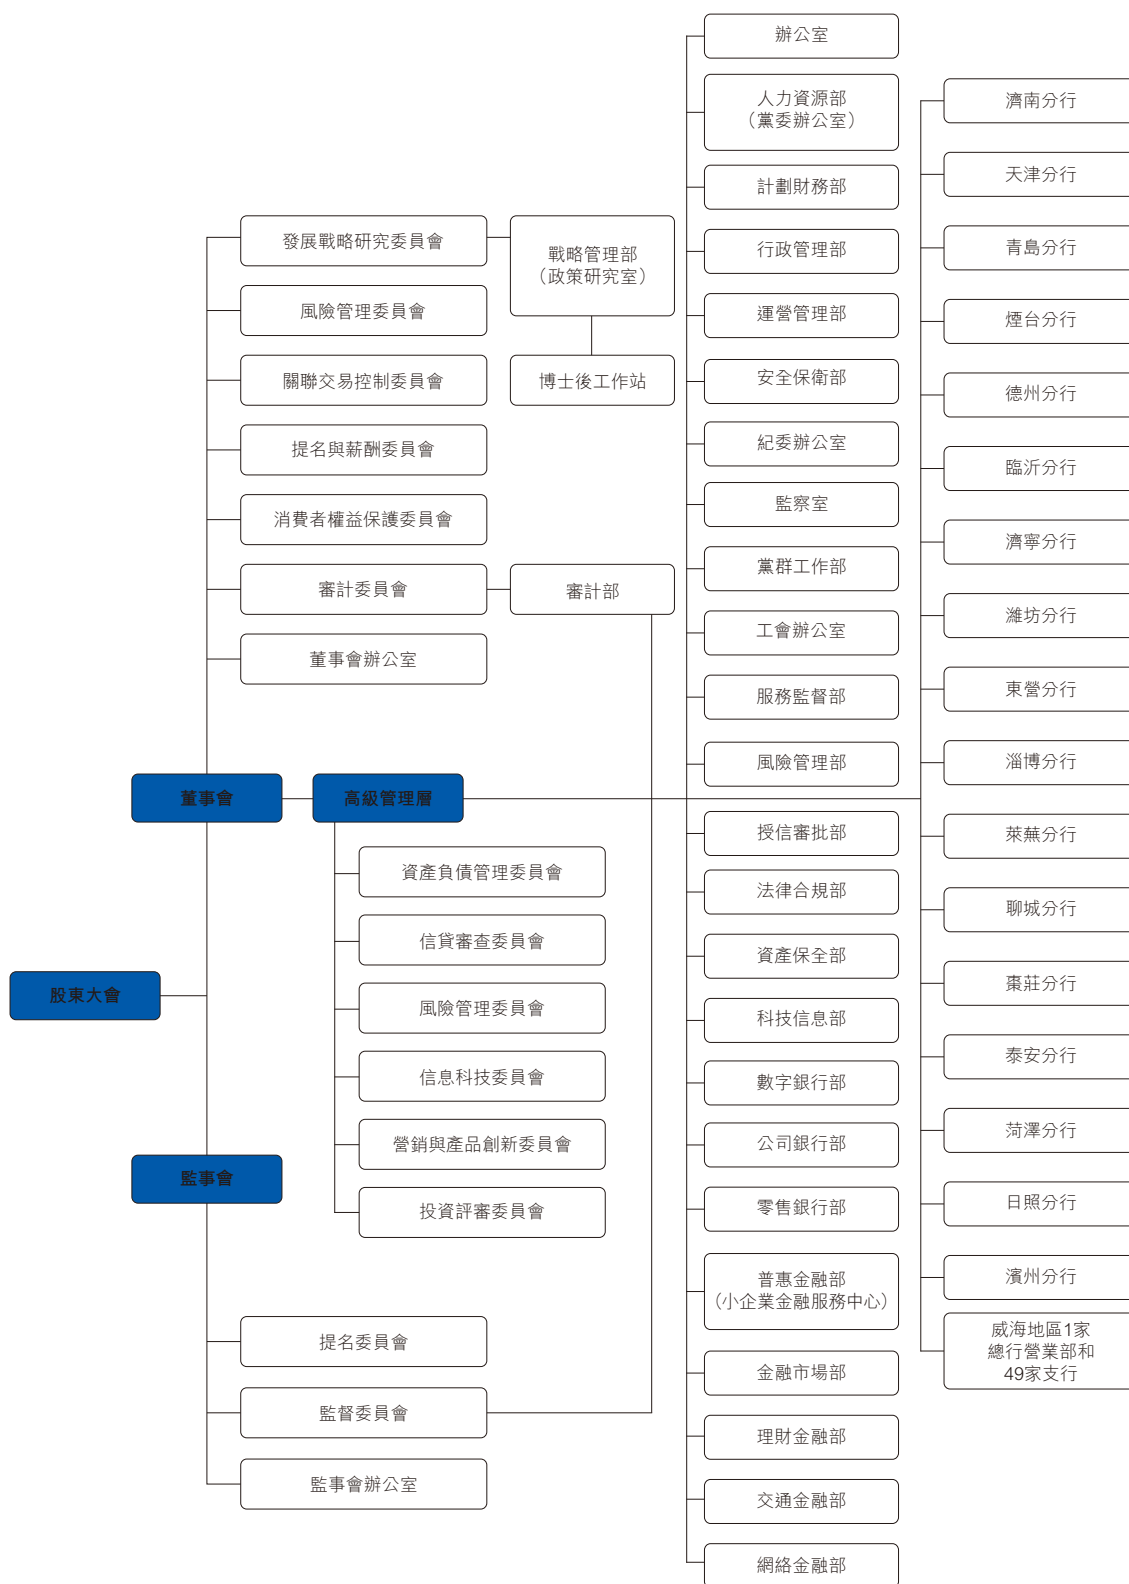 股東大會
董事會
監事會
高級管理層
發展戰略研究委員會
風險管理委員會
關聯交易控制委員會
提名與薪酬委員會
消費者權益保護委員會
審計委員會
董事會辦公室
戰略管理部
（政策研究室）
博士後工作站
審計部
資產負債管理委員會
信貸審查委員會
風險管理委員會
信息科技委員會
營銷與產品創新委員會
投資評審委員會
提名委員會
監督委員會
監事會辦公室
辦公室
人力資源部
（黨委辦公室）
計劃財務部
行政管理部
運營管理部
安全保衛部
紀委辦公室
監察室
黨群工作部
工會辦公室
服務監督部
風險管理部
授信審批部
法律合規部
資產保全部
科技信息部
數字銀行部
公司銀行部
零售銀行部
普惠金融部
（小企業金融服務中心）
金融市場部
理財金融部
交通金融部
網絡金融部
濟南分行
天津分行
青島分行
煙台分行
德州分行
臨沂分行
濟寧分行
濰坊分行
東營分行
淄博分行
萊蕪分行
聊城分行
棗莊分行
泰安分行
菏澤分行
日照分行
濱州分行
威海地區1家
總行營業部和
49家支行